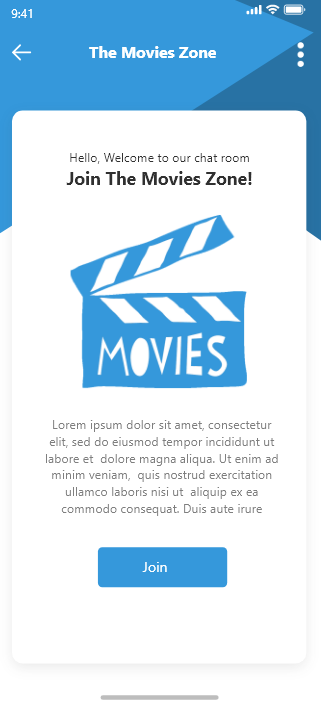 9:41
The Movies Zone
Hello, Welcome to our chat room
Join The Movies Zone!
MOVIES
Lorem ipsum dolor sit amet, consectetur
elit, sed do eiusmod tempor incididunt ut
labore et  dolore magna aliqua. Ut enim ad
minim veniam,  quis nostrud exercitation
ullamco laboris nisi ut  aliquip ex ea
commodo consequat. Duis aute irure
Join